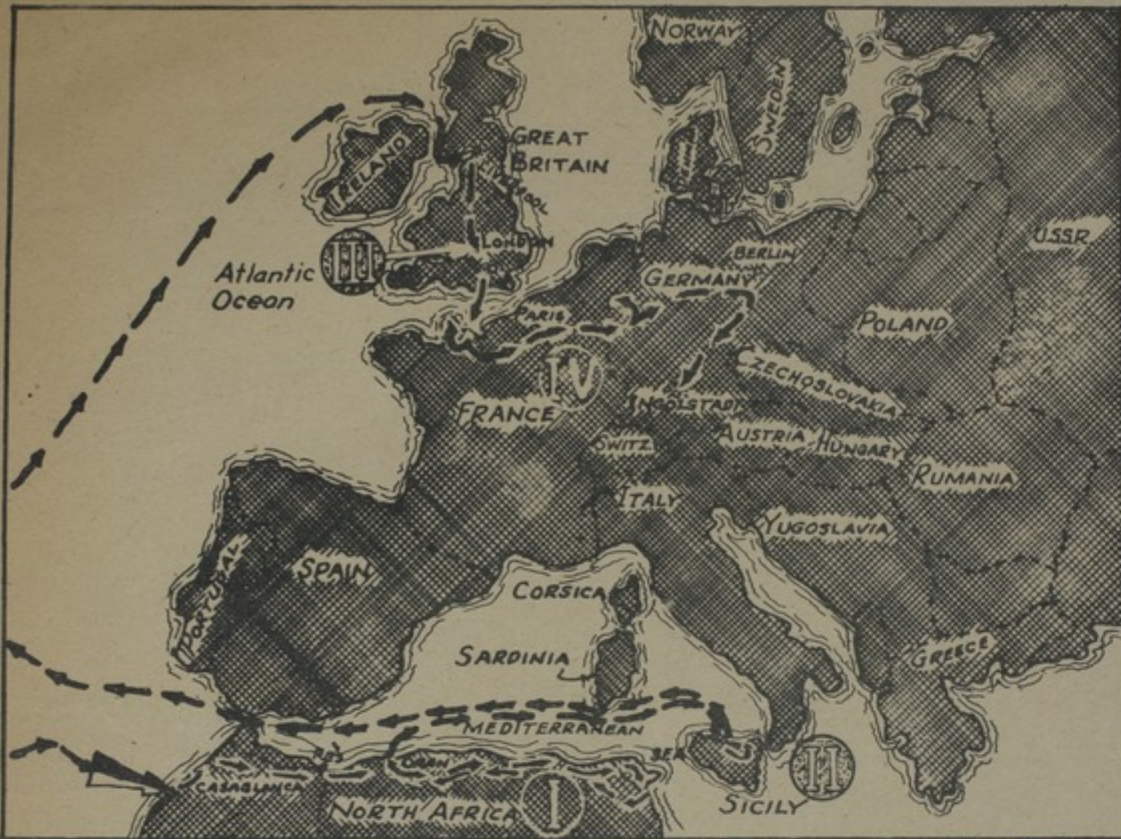 NORWAY
SWEDEN
GREAT
BRITAIN
IRELAND
LONDON
III
Atlantic
Ocean
U.S.S.R.
BERLIN
GERMANY
PARIS
POLAND
IV
CZECHOSLOVAKIA
FRANCE
INGOLSTADT
SWITZ.
AUSTRIA
HUNGARY
RUMANIA
ITALY
YUGOSLAVIA
SPAIN
PORTUGAL
CORSICA
SARDINIA
GREECE
MEDITERRANEAN
SEA
ORAN
CASABLANCA
NORTH AFRICA
I
II
SICILY